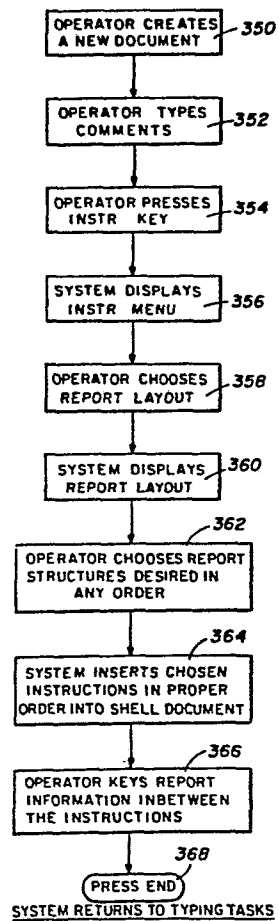 OPERATOR CREATES
A NEW DOCUMENT
350
OPERATOR TYPES
COMMENTS
352
OPERATOR PRESSES
INSTR KEY
354
SYSTEM DISPLAYS
INSTR MENU
356
OPERATOR CHOOSES
REPORT LAYOUT
358
SYSTEM DISPLAYS
REPORT LAYOUT
360
362
OPERATOR CHOOSES REPORT
STRUCTURES DESIRED IN
ANY ORDER
364
SYSTEM INSERTS CHOSEN
INSTRUCTIONS IN PROPER
ORDER INTO SHELL DOCUMENT
366
OPERATOR KEYS REPORT
INFORMATION INBETWEEN
THE INSTRUCTIONS
368
PRESS END
SYSTEM RETURNS TO TYPING TASKS